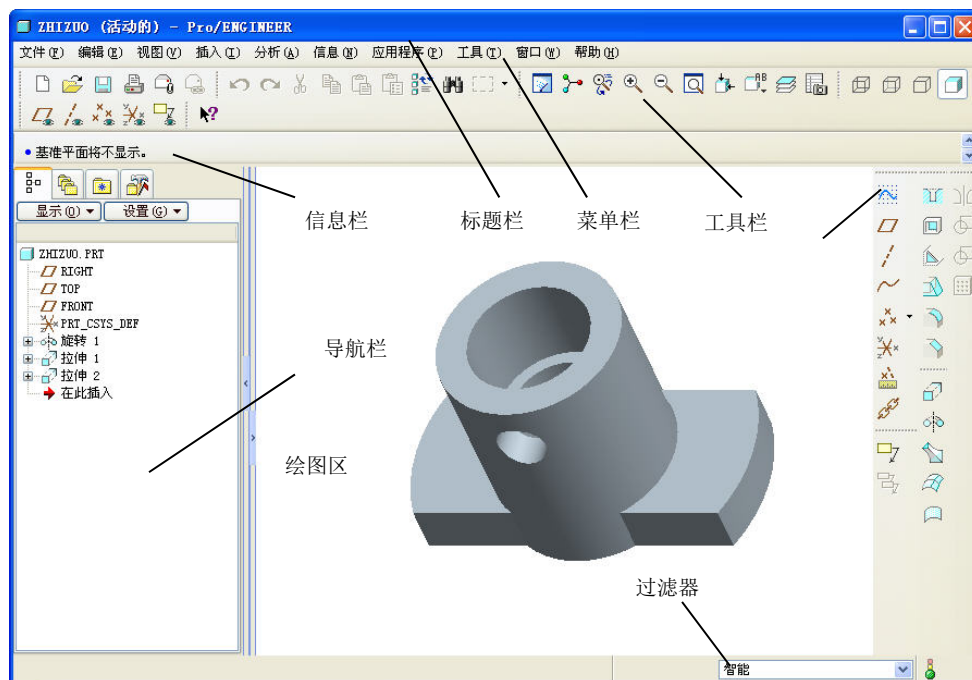 ZHIZUO (活动的) - Pro/ENGINEER
文件(F) 编辑(E) 视图(V) 插入(I) 分析(A) 信息(N) 应用程序(P) 工具(T) 窗口(W) 帮助(H)
•基准平面将不显示。
显示(O) 设置(G)
信息栏 标题栏 菜单栏 工具栏
ZHIZUO.PRT
RIGHT
TOP
FRONT
PRT_CSYS_DEF
旋转 1
拉伸 1
拉伸 2
在此插入
导航栏
绘图区
过滤器
智能